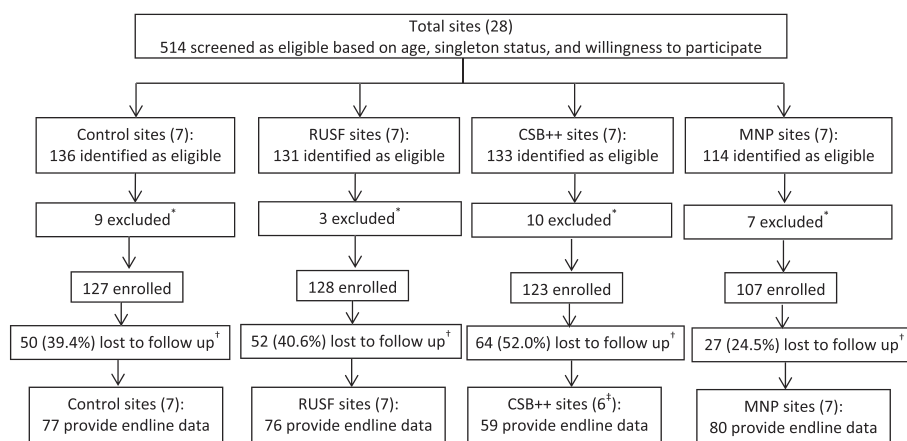 Total sites (28)
514 screened as eligible based on age, singleton status, and willingness to participate
Control sites (7):
136 identified as eligible
RUSF sites (7):
131 identified as eligible
CSB++ sites (7):
133 identified as eligible
MNP sites (7):
114 identified as eligible
9 excluded*
3 excluded*
10 excluded*
7 excluded*
127 enrolled
128 enrolled
123 enrolled
107 enrolled
50 (39.4%) lost to follow up†
52 (40.6%) lost to follow up†
64 (52.0%) lost to follow up†
27 (24.5%) lost to follow up†
Control sites (7):
77 provide endline data
RUSF sites (7):
76 provide endline data
CSB++ sites (6‡):
59 provide endline data
MNP sites (7):
80 provide endline data